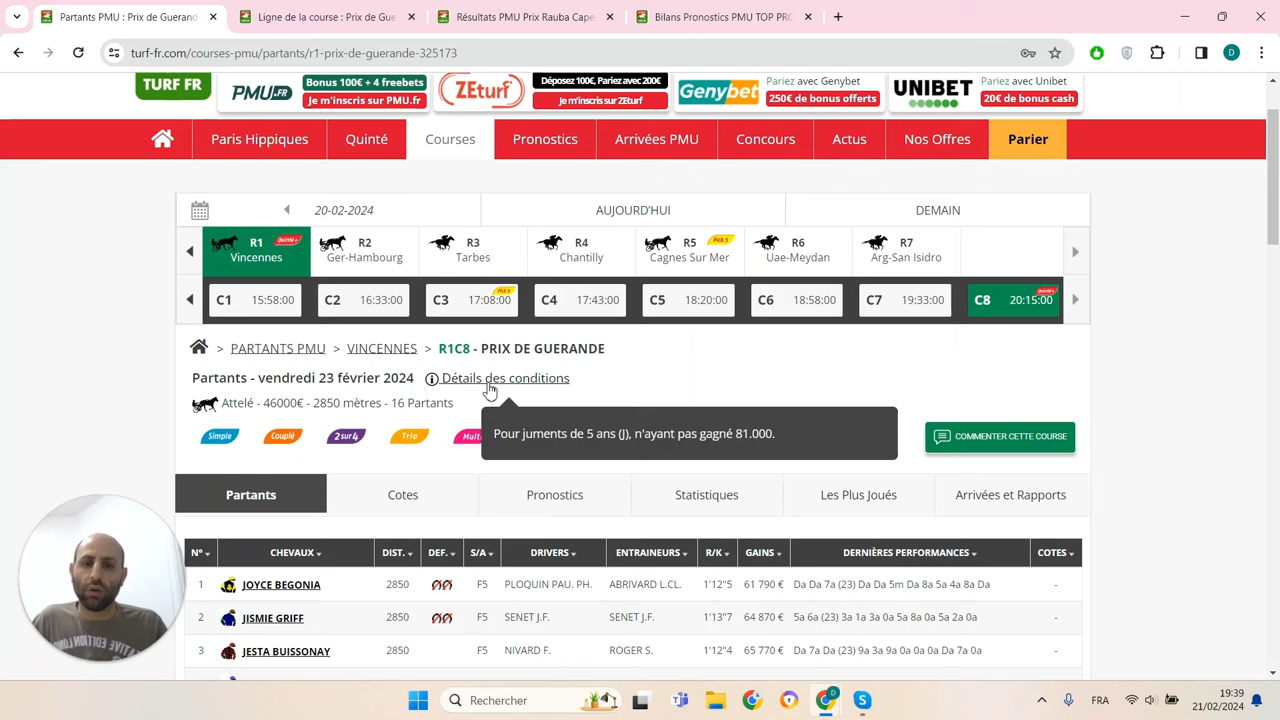 Partants PMU : Prix de Guerand
Ligne de la course : Prix de Gue
Résultats PMU Prix Rauba Cape
Bilans Pronostics PMU TOP PRO
turf-fr.com/courses-pmu/partants/r1-prix-de-guerande-325173
D
TURF FR
PMU.FR
Bonus 100€ + 4 freebets
Je m'inscris sur PMU.fr
ZEturf
Déposez 100€, Pariez avec 200€
Je m'inscris sur ZEturf
Genybet
Pariez avec Genybet
250€ de bonus offerts
UNIBET
Pariez avec Unibet
20€ de bonus cash
Paris Hippiques
Quinté
Courses
Pronostics
Arrivées PMU
Concours
Actus
Nos Offres
Parier
20-02-2024
AUJOURD'HUI
DEMAIN
R1 Quinté+
Vincennes
R2
Ger-Hambourg
R3
Tarbes
R4
Chantilly
R5 Pick 5
Cagnes Sur Mer
R6
Uae-Meydan
R7
Arg-San Isidro
C1 15:58:00
C2 16:33:00
C3 17:08:00 Pick 5
C4 17:43:00
C5 18:20:00
C6 18:58:00
C7 19:33:00
C8 20:15:00 Quinté+
> PARTANTS PMU > VINCENNES > R1C8 - PRIX DE GUERANDE
Partants - vendredi 23 février 2024 Détails des conditions
Attelé - 46000€ - 2850 mètres - 16 Partants
Pour juments de 5 ans (J), n'ayant pas gagné 81.000.
Simple
Couplé
2 sur 4
Trio
COMMENTER CETTE COURSE
Partants
Cotes
Pronostics
Statistiques
Les Plus Joués
Arrivées et Rapports
N° CHEVAUX DIST. DEF. S/A DRIVERS ENTRAINEURS R/K GAINS DERNIÈRES PERFORMANCES COTES
1 JOYCE BEGONIA 2850 F5 PLOQUIN PAU. PH. ABRIVARD L.CL. 1'12"5 61 790 € Da Da 7a (23) Da Da 5m Da 8a 5a 4a 8a Da -
2 JISMIE GRIFF 2850 F5 SENET J.F. SENET J.F. 1'13"7 64 870 € 5a 6a (23) 3a 1a 3a 0a 5a 8a 0a 5a 2a 0a -
3 JESTA BUISSONAY 2850 F5 NIVARD F. ROGER S. 1'12"4 65 770 € Da 7a Da (23) 9a 3a 9a 0a 0a 0a Da 7a 0a -
Rechercher
FRA
19:39
21/02/2024